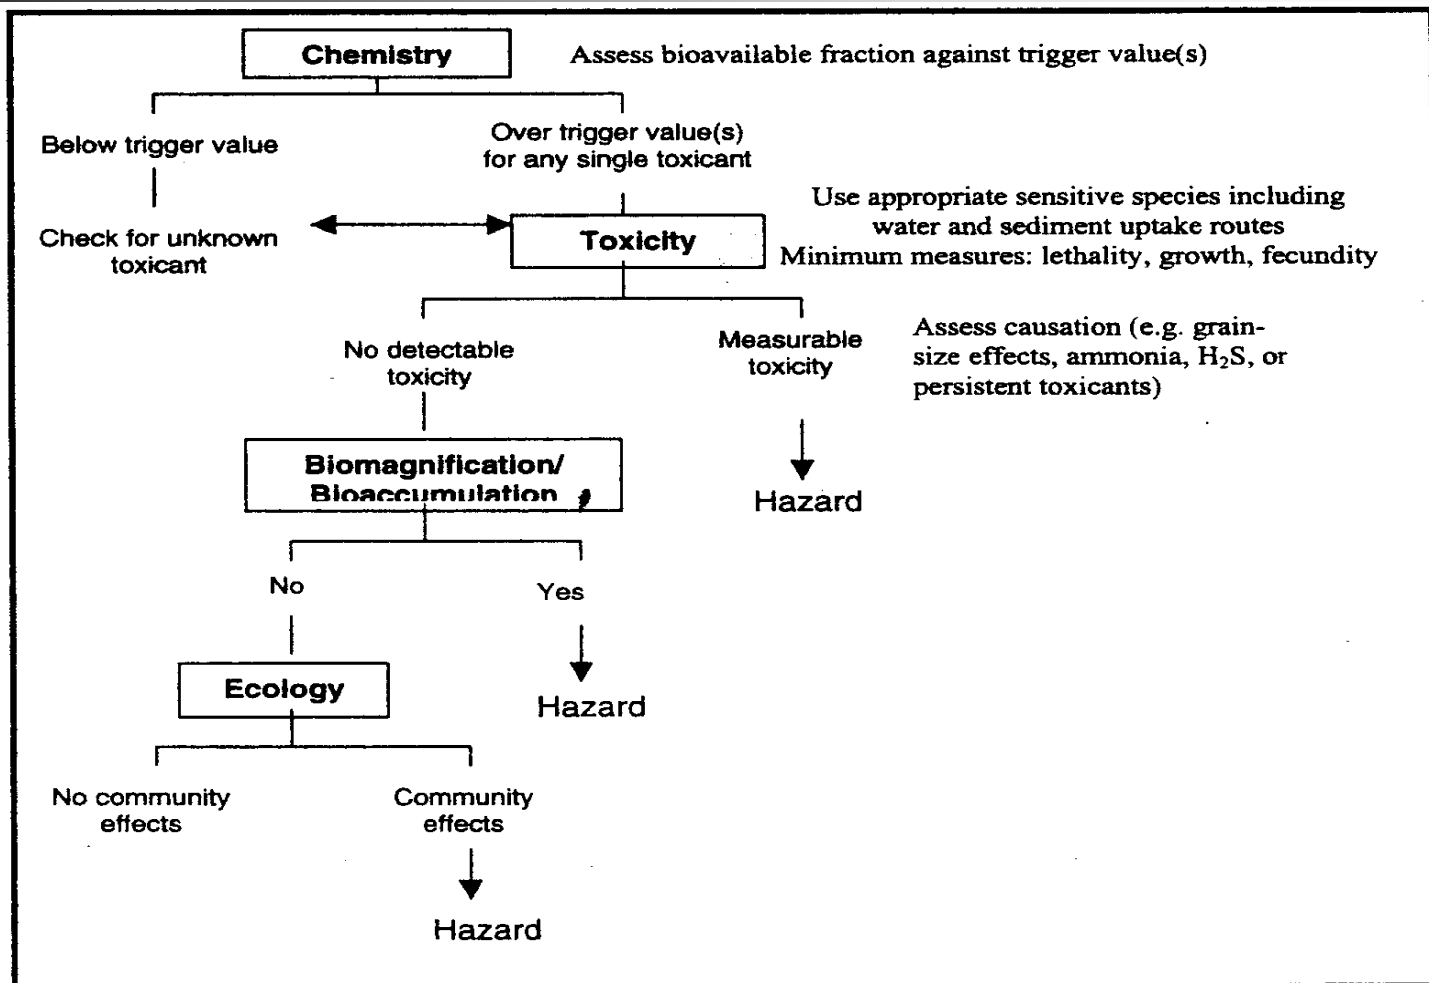 Chemistry
Assess bioavailable fraction against trigger value(s)
Below trigger value
Over trigger value(s)
for any single toxicant
Check for unknown
toxicant
Toxicity
Use appropriate sensitive species including
water and sediment uptake routes
Minimum measures: lethality, growth, fecundity
No detectable
toxicity
Measurable
toxicity
Assess causation (e.g. grain-
size effects, ammonia, H₂S, or
persistent toxicants)
Biomagnification/
Bioaccumulation
Hazard
No
Yes
Ecology
Hazard
No community
effects
Community
effects
Hazard